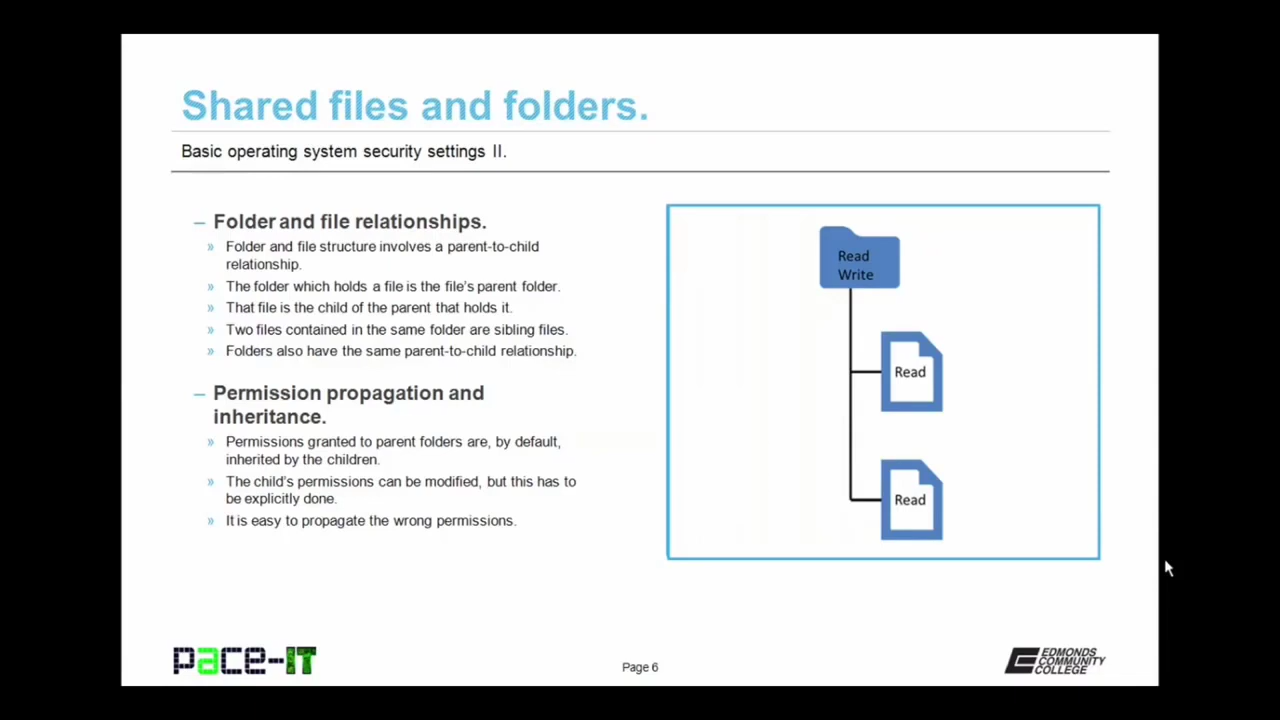 Shared files and folders.
Basic operating system security settings II.
– Folder and file relationships.
» Folder and file structure involves a parent-to-child
relationship.
» The folder which holds a file is the file's parent folder.
» That file is the child of the parent that holds it.
» Two files contained in the same folder are sibling files.
» Folders also have the same parent-to-child relationship.
– Permission propagation and
inheritance.
» Permissions granted to parent folders are, by default,
inherited by the children.
» The child's permissions can be modified, but this has to
be explicitly done.
» It is easy to propagate the wrong permissions.
Read
Write
Read
Read
pace-IT
Page 6
EDMONDS
COMMUNITY
COLLEGE